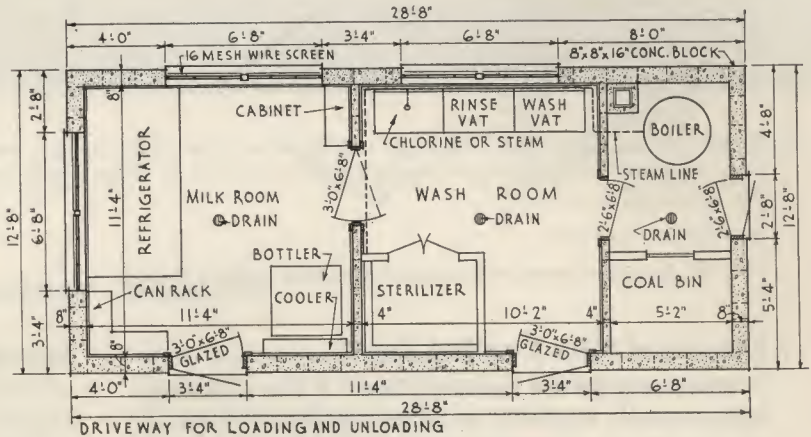 28'-8"
4'-0" 6'-8" 3'-4" 6'-8" 8'-0"
16 MESH WIRE SCREEN
8"x8"x16" CONC. BLOCK
12'-8"
2'-8"
6'-8"
3'-4"
8"
11'-4"
8"
8"
REFRIGERATOR
CABINET
MILK ROOM
DRAIN
3'-0"x6'-8"
BOTTLER
COOLER
CAN RACK
11'-4"
3'-0"x6'-8"
GLAZED
RINSE VAT
WASH VAT
CHLORINE OR STEAM
WASH ROOM
DRAIN
STERILIZER
4" 10'-2" 4"
3'-0"x6'-8"
GLAZED
BOILER
STEAM LINE
2'-6"x6'-8"
2'-6"x6'-8"
DRAIN
COAL BIN
5'-2" 8"
4'-8"
2'-8"
5'-4"
12'-8"
4'-0" 3'-4" 11'-4" 3'-4" 6'-8"
28'-8"
DRIVEWAY FOR LOADING AND UNLOADING